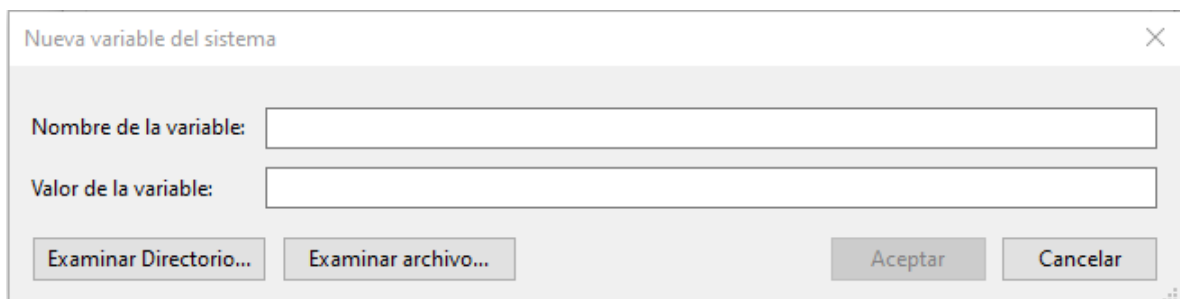 Nueva variable del sistema
Nombre de la variable:
Valor de la variable:
Examinar Directorio... Examinar archivo... Aceptar Cancelar